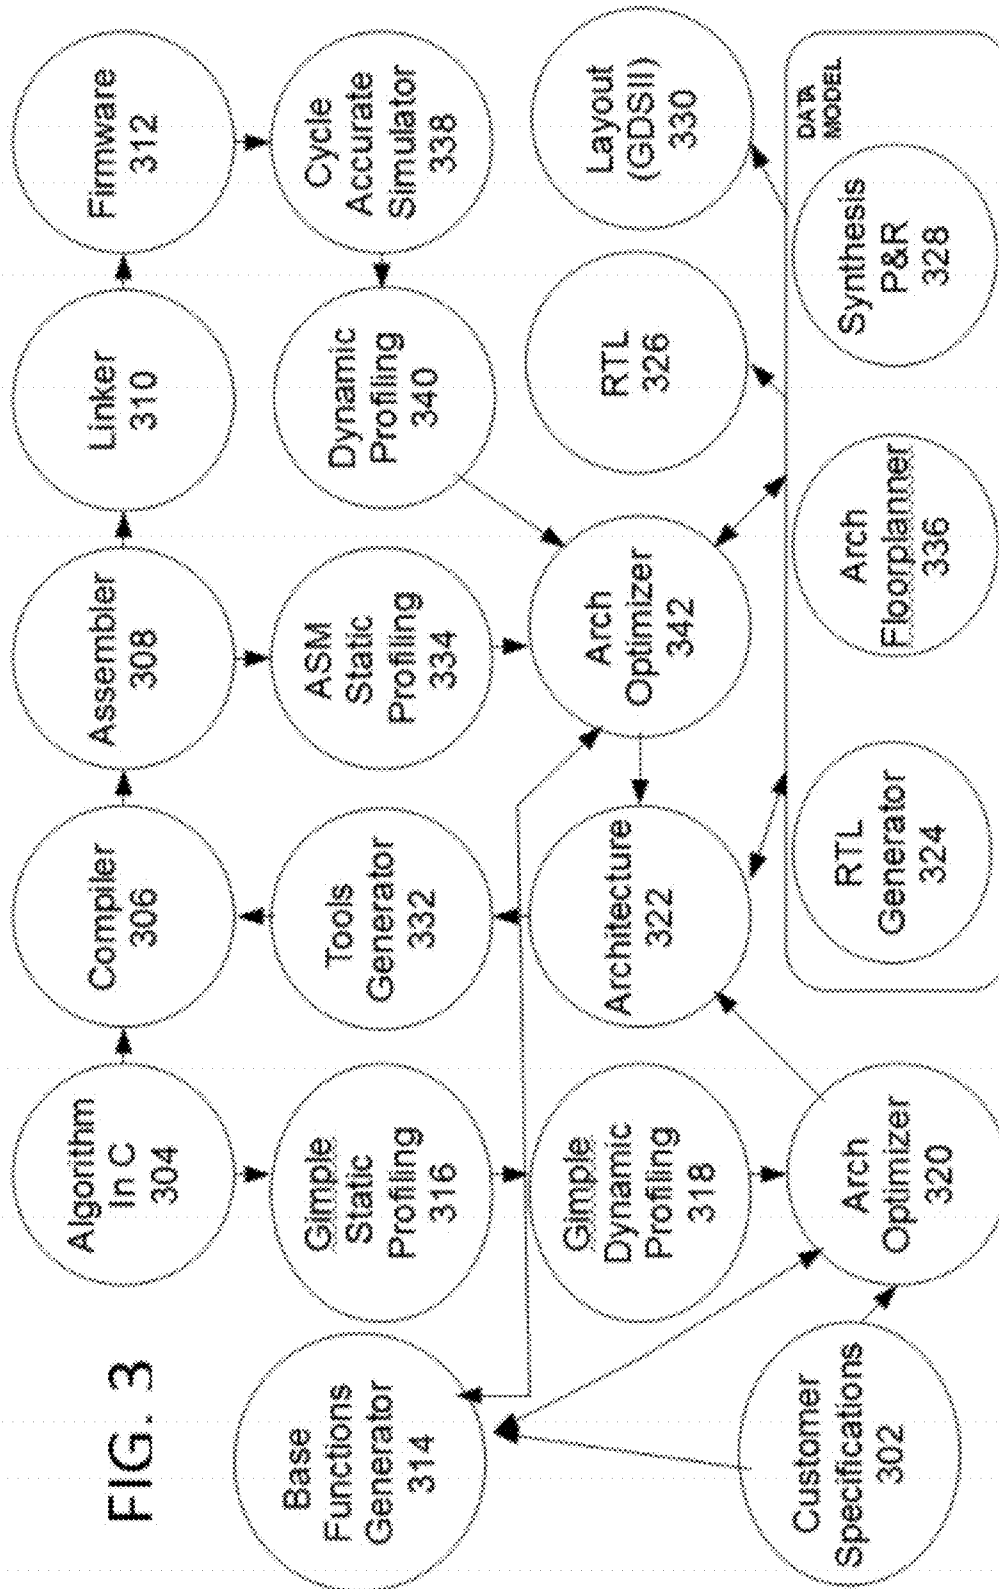 FIG. 3
Algorithm
In C
304
Compiler
306
Assembler
308
Linker
310
Firmware
312
Base
Functions
Generator
314
Gimple
Static
Profiling
316
Tools
Generator
332
ASM
Static
Profiling
334
Dynamic
Profiling
340
Cycle
Accurate
Simulator
338
Gimple
Dynamic
Profiling
318
Architecture
322
Arch
Optimizer
342
RTL
326
Layout
(GDSII)
330
Customer
Specifications
302
Arch
Optimizer
320
RTL
Generator
324
Arch
Floorplanner
336
Synthesis
P&R
328
DATA
MODEL